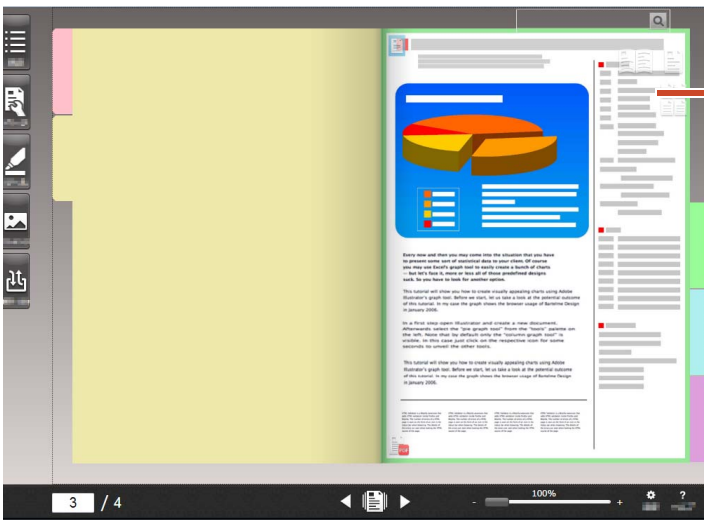 Every now and then you may come into the situation that you have
to present some sort of statistical data to your client. Of course
you may use Excel's graph tool to easily create a bunch of charts
— but let's face it, more or less all of those predefined designs
suck. So you have to look for another option.
This tutorial will show you how to create visually appealing charts using Adobe
Illustrator's graph tool. Before we start, let us take a look at the potential outcome
of this tutorial. In my case the graph shows the browser usage of Bartelme Design
in January 2008.
In a first step open Illustrator and create a new document.
Afterwards select the "pie graph tool" from the "tools" palette on
the left. Note that by default only the "column graph tool" is
visible. In this case just click on the respective icon for some
seconds to unveil the other tools.
This tutorial will show you how to create visually appealing charts using Adobe
Illustrator's graph tool. Before we start, let us take a look at the potential outcome
of this tutorial. In my case the graph shows the browser usage of Bartelme Design
in January 2008.
PDF
3 / 4
- 100% +
?